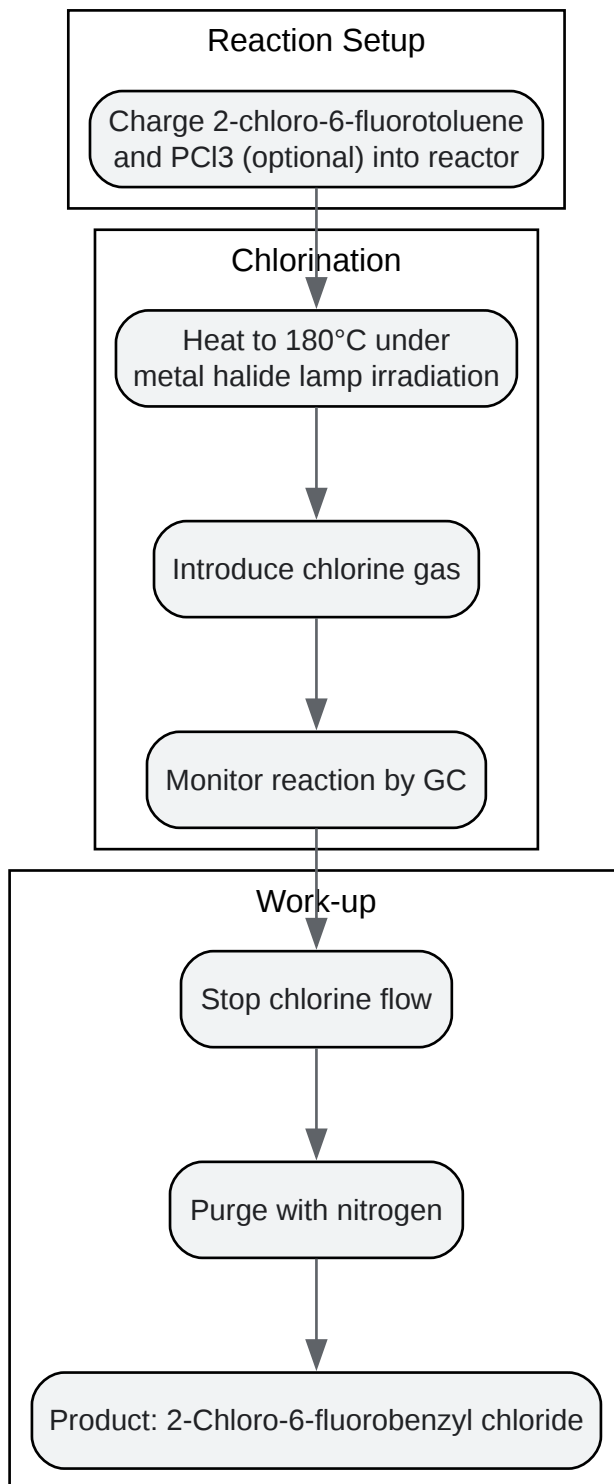 Reaction Setup
Charge 2-chloro-6-fluorotoluene
and PCl3 (optional) into reactor
Chlorination
Heat to 180°C under
metal halide lamp irradiation
Introduce chlorine gas
Monitor reaction by GC
Work-up
Stop chlorine flow
Purge with nitrogen
Product: 2-Chloro-6-fluorobenzyl chloride